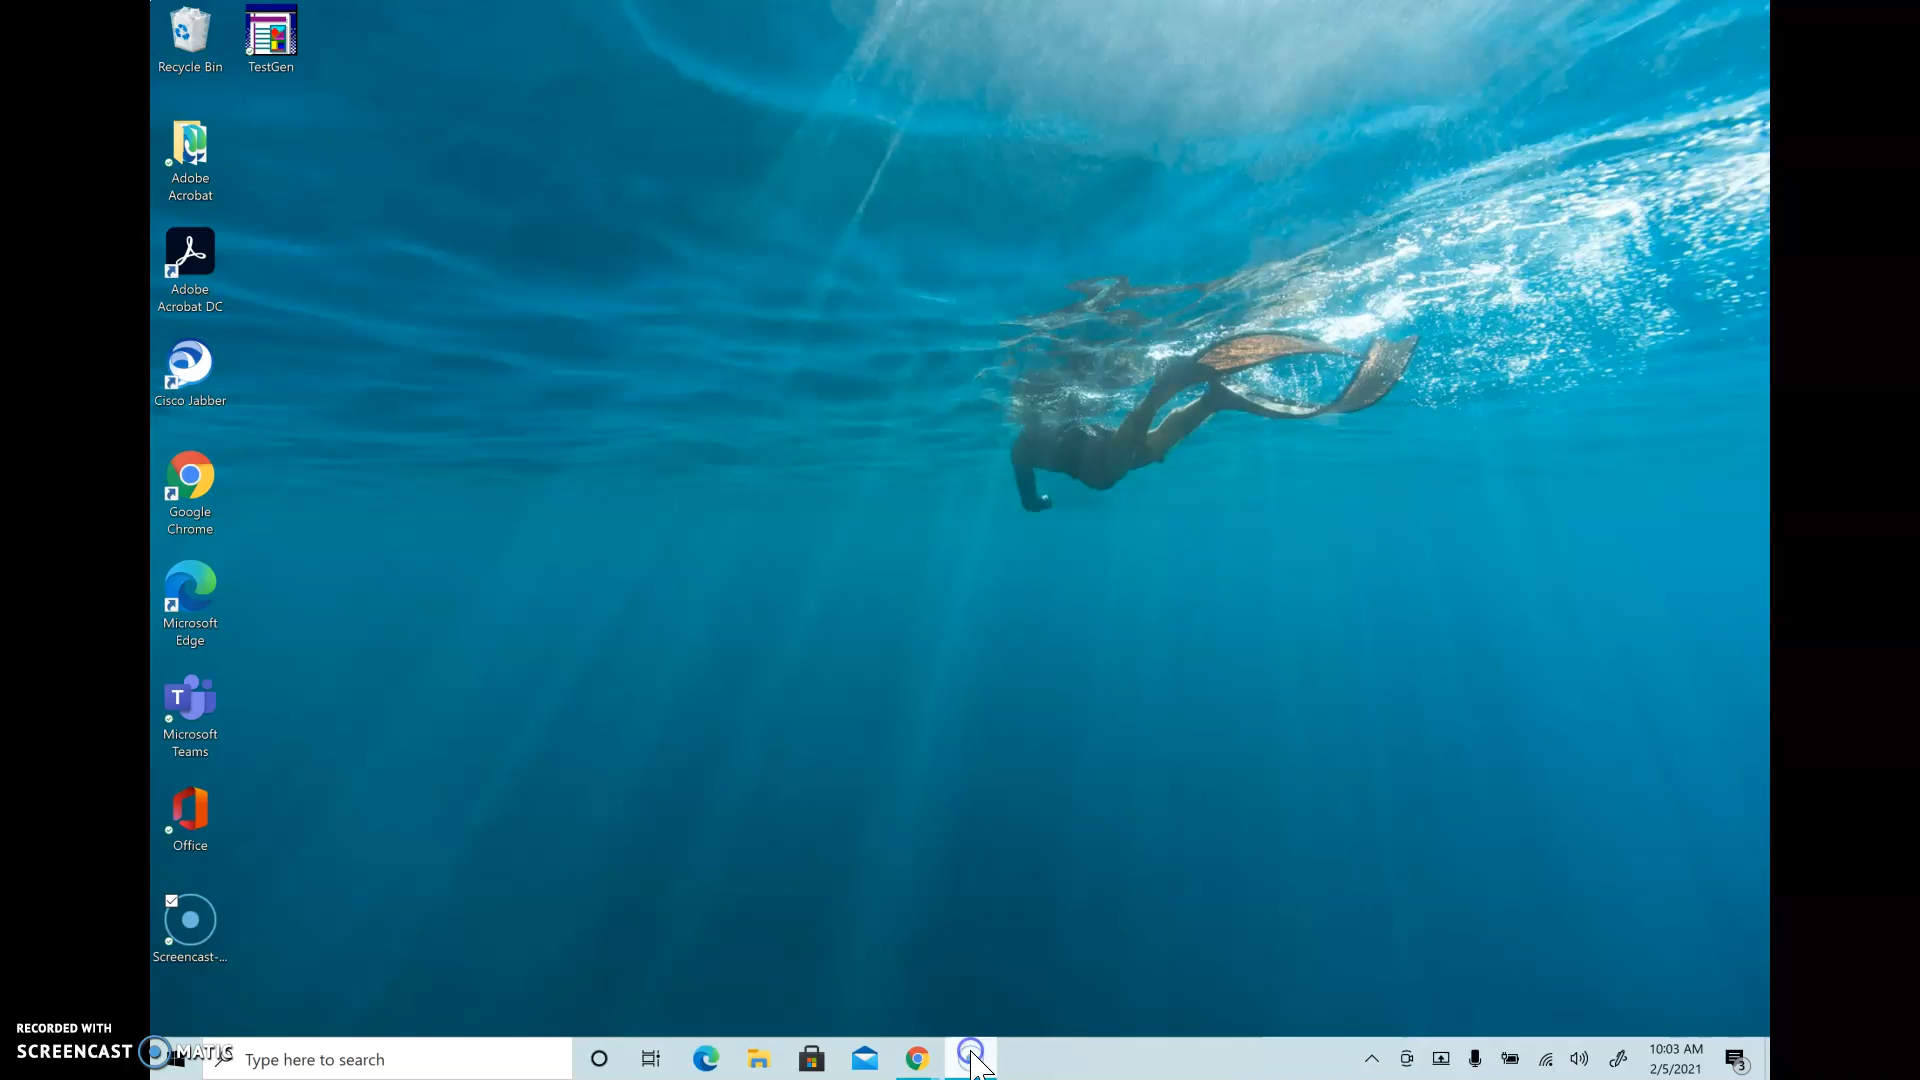 Recycle Bin
TestGen
Adobe
Acrobat
Adobe
Acrobat DC
Cisco Jabber
Google
Chrome
Microsoft
Edge
T
Microsoft
Teams
Office
Screencast-...
RECORDED WITH
SCREENCAST MATIC
Type here to search
10:03 AM
2/5/2021
3